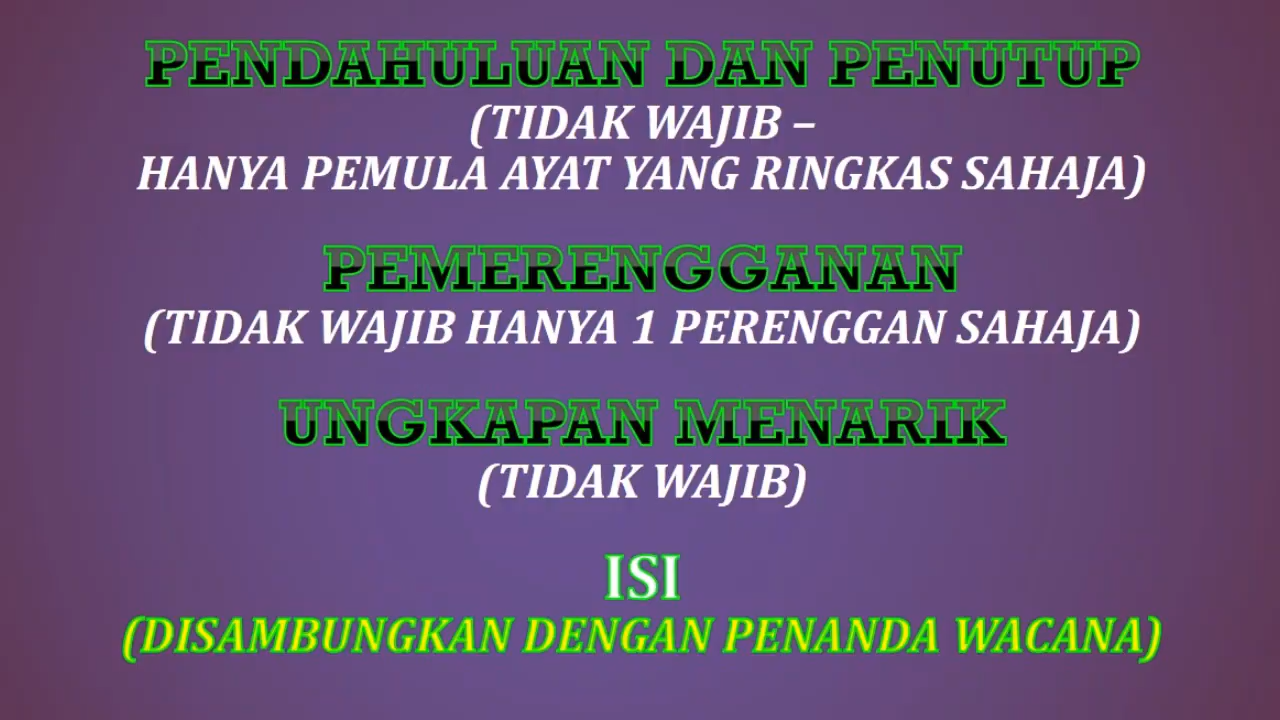 PENDAHULUAN DAN PENUTUP
(TIDAK WAJIB –
HANYA PEMULA AYAT YANG RINGKAS SAHAJA)
PEMERENGGANAN
(TIDAK WAJIB HANYA 1 PERENGGAN SAHAJA)
UNGKAPAN MENARIK
(TIDAK WAJIB)
ISI
(DISAMBUNGKAN DENGAN PENANDA WACANA)